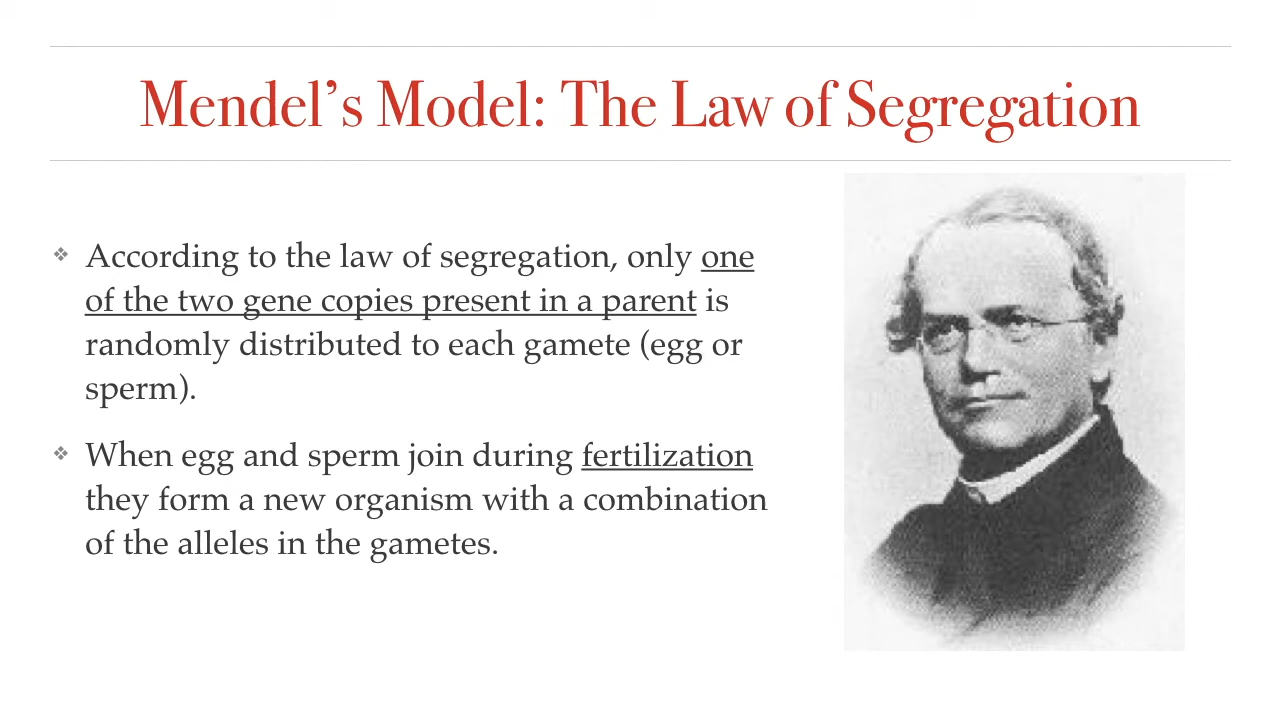 Mendel’s Model: The Law of Segregation
According to the law of segregation, only one
of the two gene copies present in a parent is
randomly distributed to each gamete (egg or
sperm).
When egg and sperm join during fertilization
they form a new organism with a combination
of the alleles in the gametes.